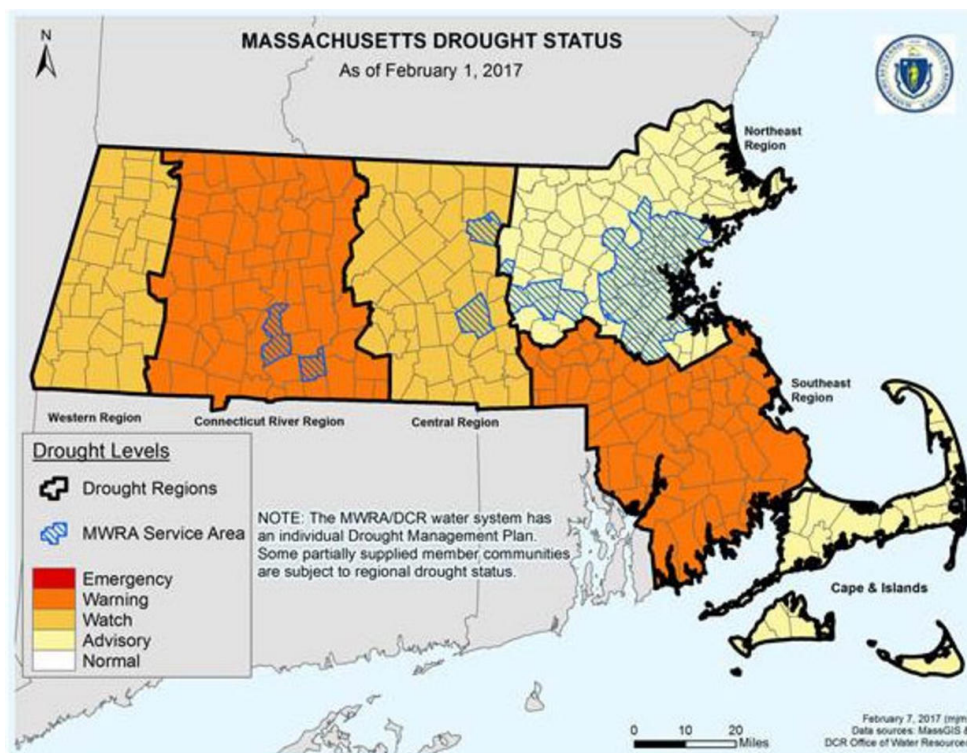 MASSACHUSETTS DROUGHT STATUS
As of February 1, 2017
N
Northeast
Region
Southeast
Region
Western Region
Connecticut River Region
Central Region
Cape & Islands
Drought Levels
Drought Regions
MWRA Service Area
Emergency
Warning
Watch
Advisory
Normal
NOTE: The MWRA/DCR water system has
an individual Drought Management Plan.
Some partially supplied member communities
are subject to regional drought status.
0 10 20
Miles
February 7, 2017 (mjm
Data sources: MassGIS &
DCR Office of Water Resources